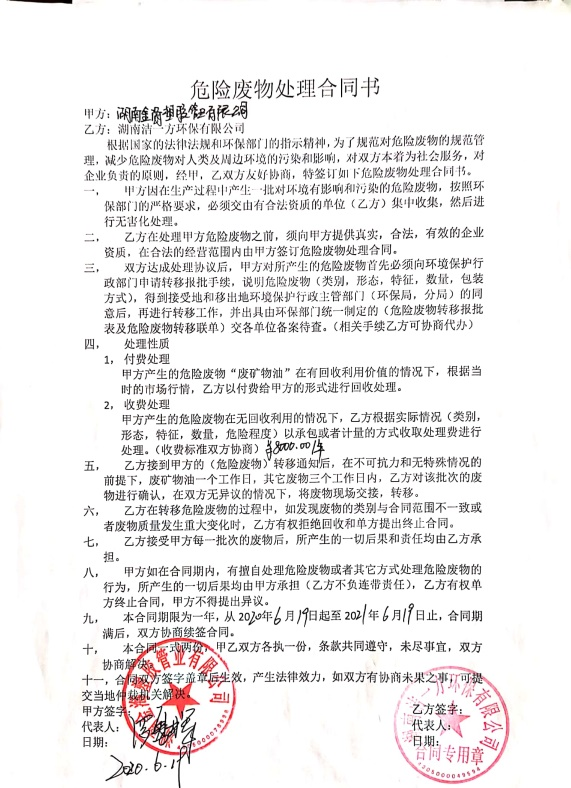 危险废物处理合同书
甲方：
乙方：湖南洁一方环保有限公司
根据国家的法律法规和环保部门的指示精神，为了规范对危险废物的规范管
理，减少危险废物对人类及周边环境的污染和影响，对双方本着为社会服务，对
企业负责的原则，经甲，乙双方友好协商，特签订如下危险废物处理合同书。
一， 甲方因在生产过程中产生一批对环境有影响和污染的危险废物，按照环
保部门的严格要求，必须交由有合法资质的单位（乙方）集中收集，然后进
行无害化处理。
二， 乙方在处理甲方危险废物之前，须向甲方提供真实，合法，有效的企业
资质，在合法的经营范围内由甲方签订危险废物处理合同。
三， 双方达成处理协议后，甲方对所产生的危险废物首先必须向环境保护行
政部门申请转移报批手续，说明危险废物（类别，形态，特征，数量，包装
方式），得到接受地和移出地环境保护行政主管部门（环保局，分局）的同
意后，再进行转移工作，并出具由环保部门统一制定的（危险废物转移报批
表及危险废物转移联单）交各单位备案待查。（相关手续乙方可协商代办）
四， 处理性质
1， 付费处理
甲方产生的危险废物“废矿物油”在有回收利用价值的情况下，根据当
时的市场行情，乙方以付费给甲方的形式进行回收处理。
2， 收费处理
甲方产生的危险废物在无回收利用的情况下，乙方根据实际情况（类别，
形态，特征，数量，危险程度）以承包或者计量的方式收取处理费进行
处理。（收费标准双方协商）¥8000.00/年
五， 乙方接到甲方的（危险废物）转移通知后，在不可抗力和无特殊情况的
前提下，废矿物油一个工作日，其它废物三个工作日内，乙方对该批次的废
物进行确认，在双方无异议的情况下，将废物现场交接，转移。
六， 乙方在转移危险废物的过程中，如发现废物的类别与合同范围不一致或
者废物质量发生重大变化时，乙方有权拒绝回收和单方提出终止合同。
七， 乙方接受甲方每一批次的废物后，所产生的一切后果和责任均由乙方承
担。
八， 甲方如在合同期内，有擅自处理危险废物或者其它方式处理危险废物的
行为，所产生的一切后果均由甲方承担（乙方不负连带责任），乙方有权单
方终止合同，甲方不得提出异议。
九， 本合同期限为一年，从2020年6月19日起至2021年6月19日止，合同期
满后，双方协商续签合同。
十， 本合同一式两份，甲乙双方各执一份，条款共同遵守，未尽事宜，双方
协商解决。
十一，合同双方签字盖章后生效，产生法律效力，如双方有协商未果之事，可提
交当地仲裁机关解决。
甲方签字：
代表人：
日期：
2020.6.19
乙方签字：
代表人：
日期：
合同专用章